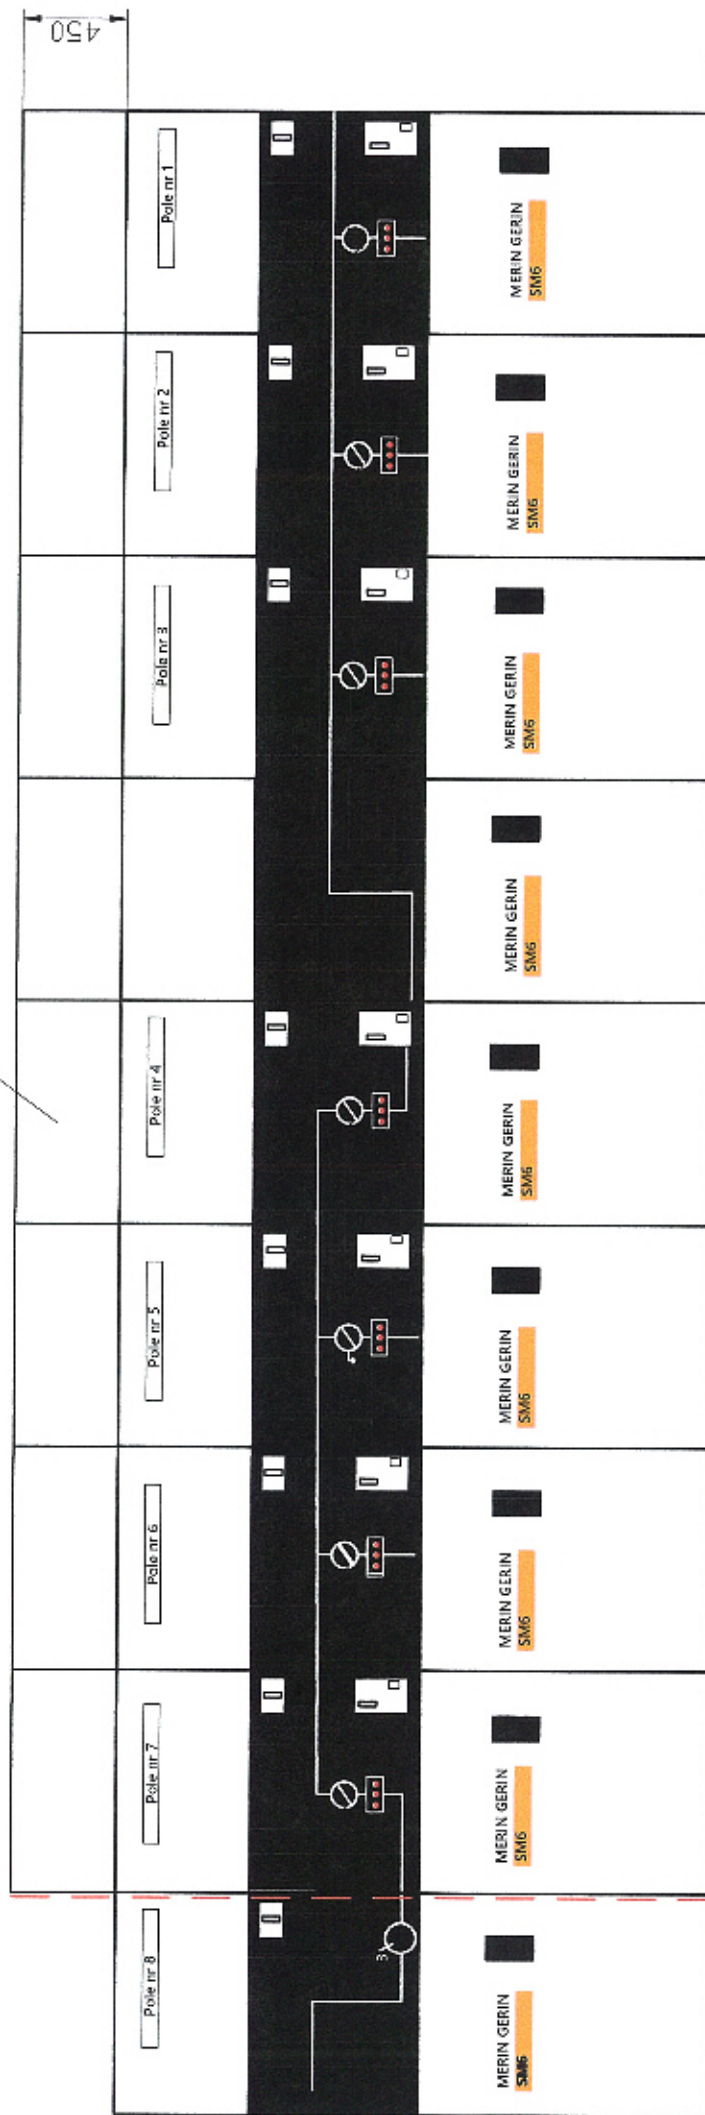 450
Pole nr 1
MERIN GERIN
SM6
Pole nr 2
MERIN GERIN
SM6
Pole nr 3
MERIN GERIN
SM6
MERIN GERIN
SM6
Pole nr 4
MERIN GERIN
SM6
Pole nr 5
MERIN GERIN
SM6
Pole nr 6
MERIN GERIN
SM6
Pole nr 7
MERIN GERIN
SM6
Pole nr 8
3
MERIN GERIN
SM6